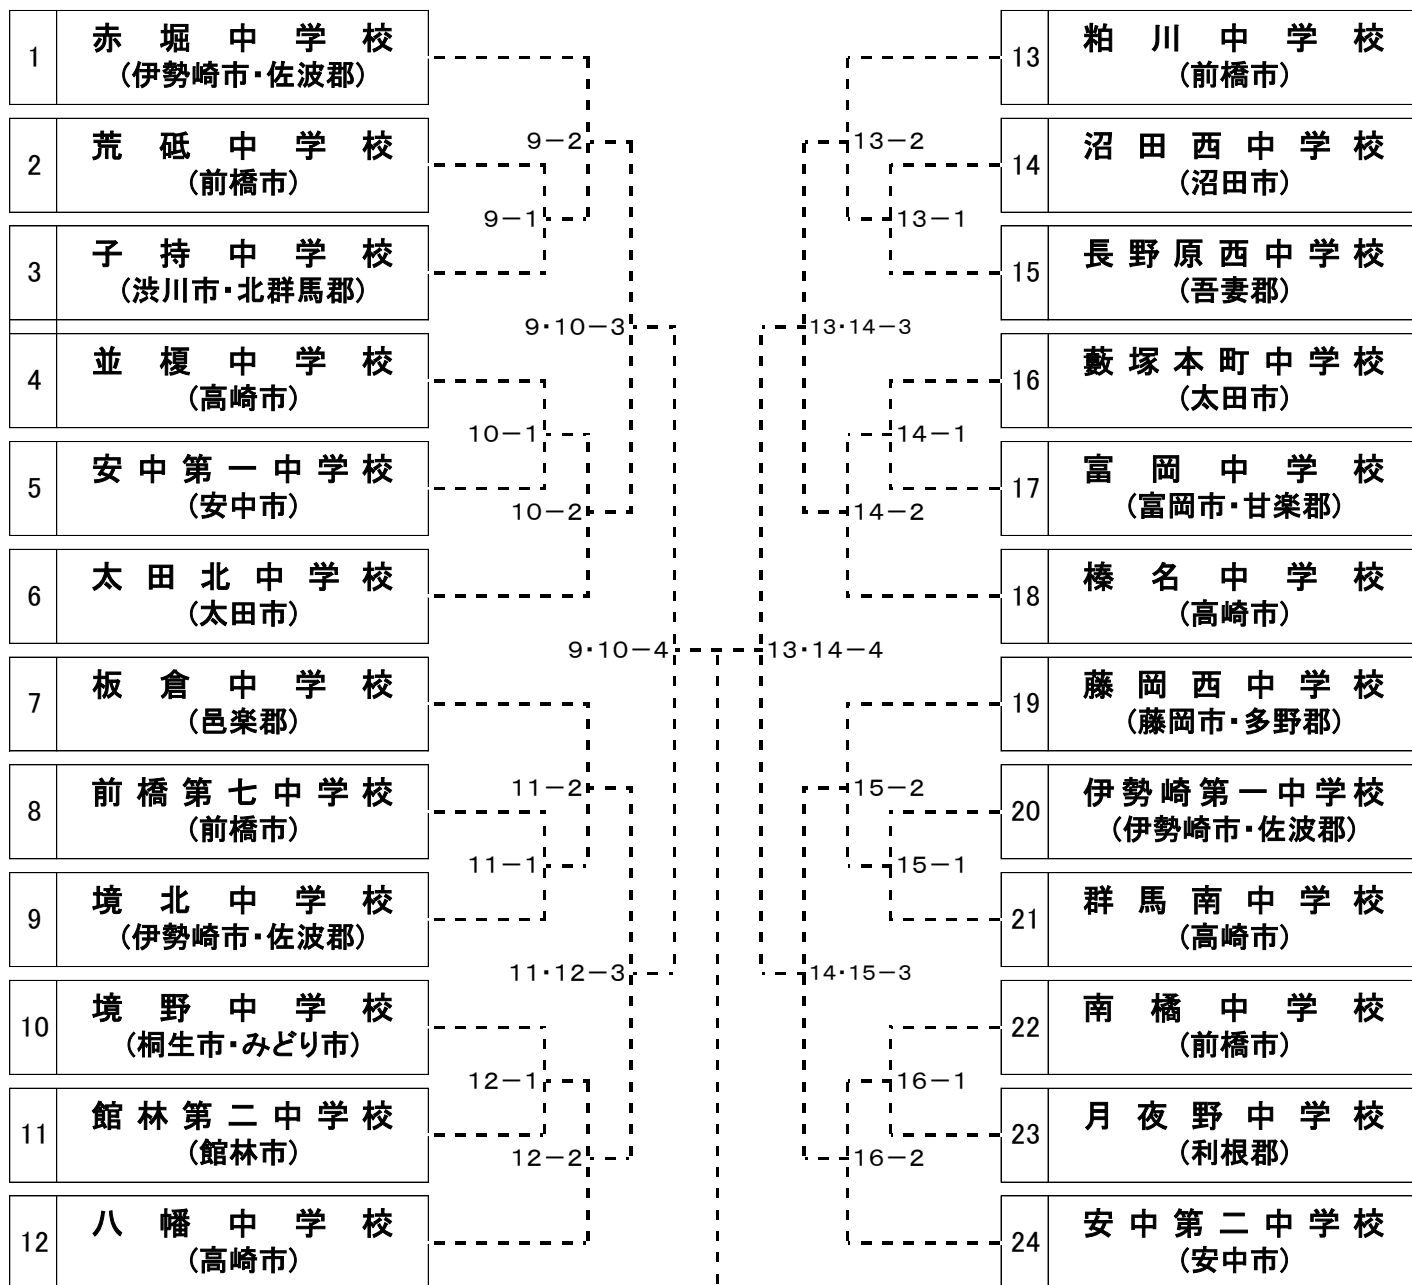 1
赤堀中学校
(伊勢崎市・佐波郡)
2
荒砥中学校
(前橋市)
3
子持中学校
(渋川市・北群馬郡)
4
並榎中学校
(高崎市)
5
安中第一中学校
(安中市)
6
太田北中学校
(太田市)
7
板倉中学校
(邑楽郡)
8
前橋第七中学校
(前橋市)
9
境北中学校
(伊勢崎市・佐波郡)
10
境野中学校
(桐生市・みどり市)
11
館林第二中学校
(館林市)
12
八幡中学校
(高崎市)
9-2
9-1
9・10-3
10-1
10-2
9・10-4
11-2
11-1
11・12-3
12-1
12-2
13-2
13-1
13・14-3
14-1
14-2
13・14-4
15-2
15-1
14・15-3
16-1
16-2
13
粕川中学校
(前橋市)
14
沼田西中学校
(沼田市)
15
長野原西中学校
(吾妻郡)
16
藪塚本町中学校
(太田市)
17
富岡中学校
(富岡市・甘楽郡)
18
榛名中学校
(高崎市)
19
藤岡西中学校
(藤岡市・多野郡)
20
伊勢崎第一中学校
(伊勢崎市・佐波郡)
21
群馬南中学校
(高崎市)
22
南橘中学校
(前橋市)
23
月夜野中学校
(利根郡)
24
安中第二中学校
(安中市)